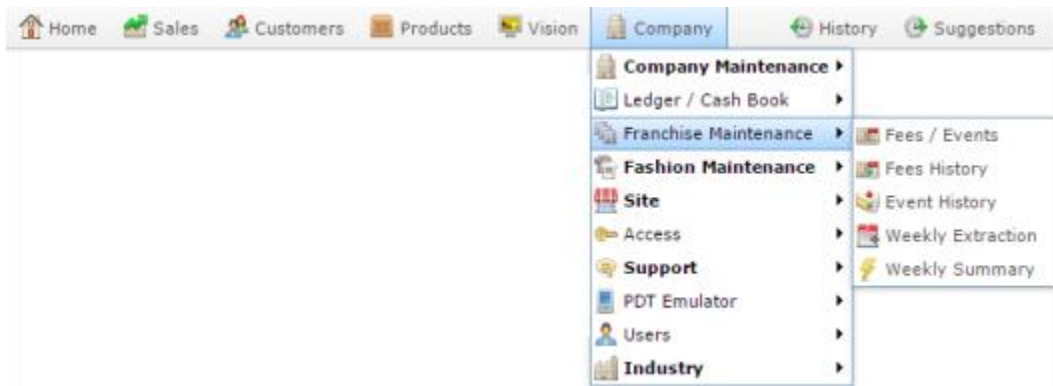 Home Sales Customers Products Vision Company History Suggestions
Company Maintenance
Ledger / Cash Book
Franchise Maintenance
Fees / Events
Fashion Maintenance
Fees History
Site
Event History
Access
Weekly Extraction
Support
Weekly Summary
PDT Emulator
Users
Industry